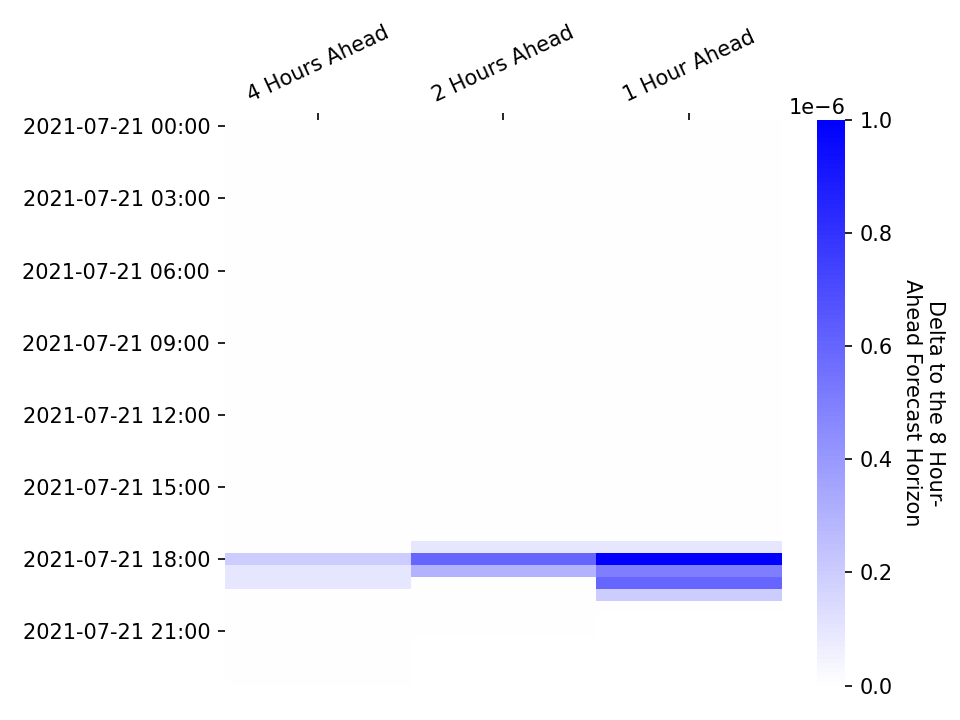 4 Hours Ahead
2 Hours Ahead
1 Hour Ahead
2021-07-21 00:00
2021-07-21 03:00
2021-07-21 06:00
2021-07-21 09:00
2021-07-21 12:00
2021-07-21 15:00
2021-07-21 18:00
2021-07-21 21:00
1e−6
1.0
0.8
0.6
0.4
0.2
0.0
Delta to the 8 Hour-
Ahead Forecast Horizon